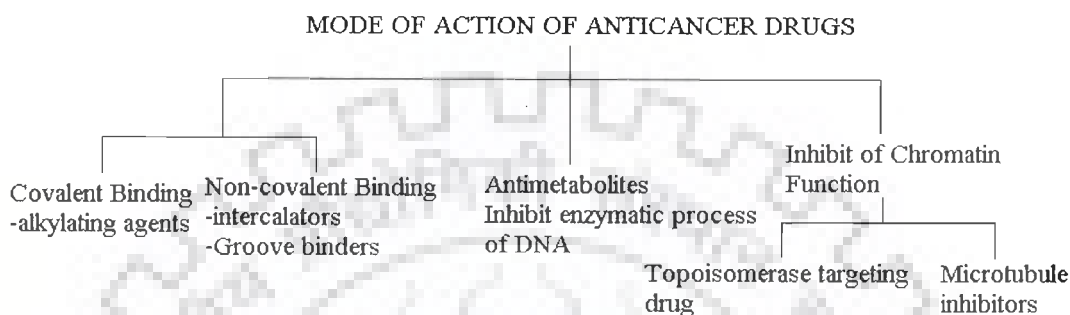 MODE OF ACTION OF ANTICANCER DRUGS
Covalent Binding
-alkylating agents
Non-covalent Binding
-intercalators
-Groove binders
Antimetabolites
Inhibit enzymatic process
of DNA
Inhibit of Chromatin
Function
Topoisomerase targeting
drug
Microtubule
inhibitors